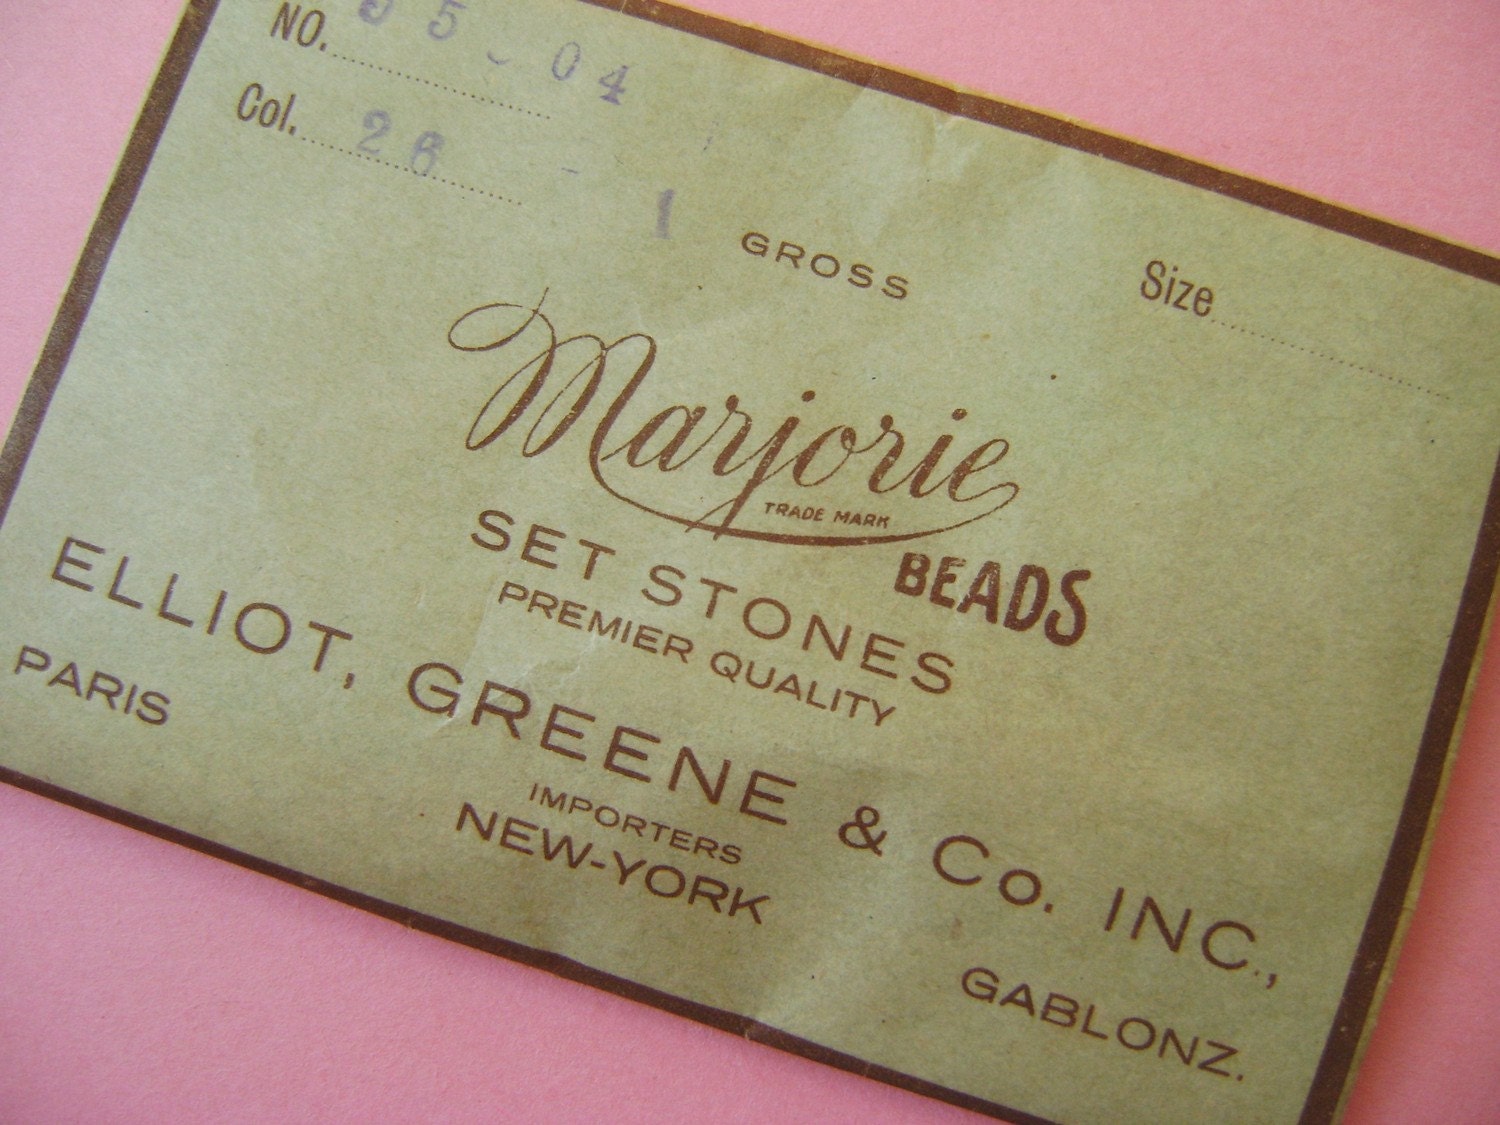 NO. 55 04
Col. 26 - 1
GROSS
Size
Marjorie
TRADE MARK
BEADS
SET STONES
PREMIER QUALITY
ELLIOT, GREENE & Co. INC.,
IMPORTERS
PARIS NEW-YORK GABLONZ.